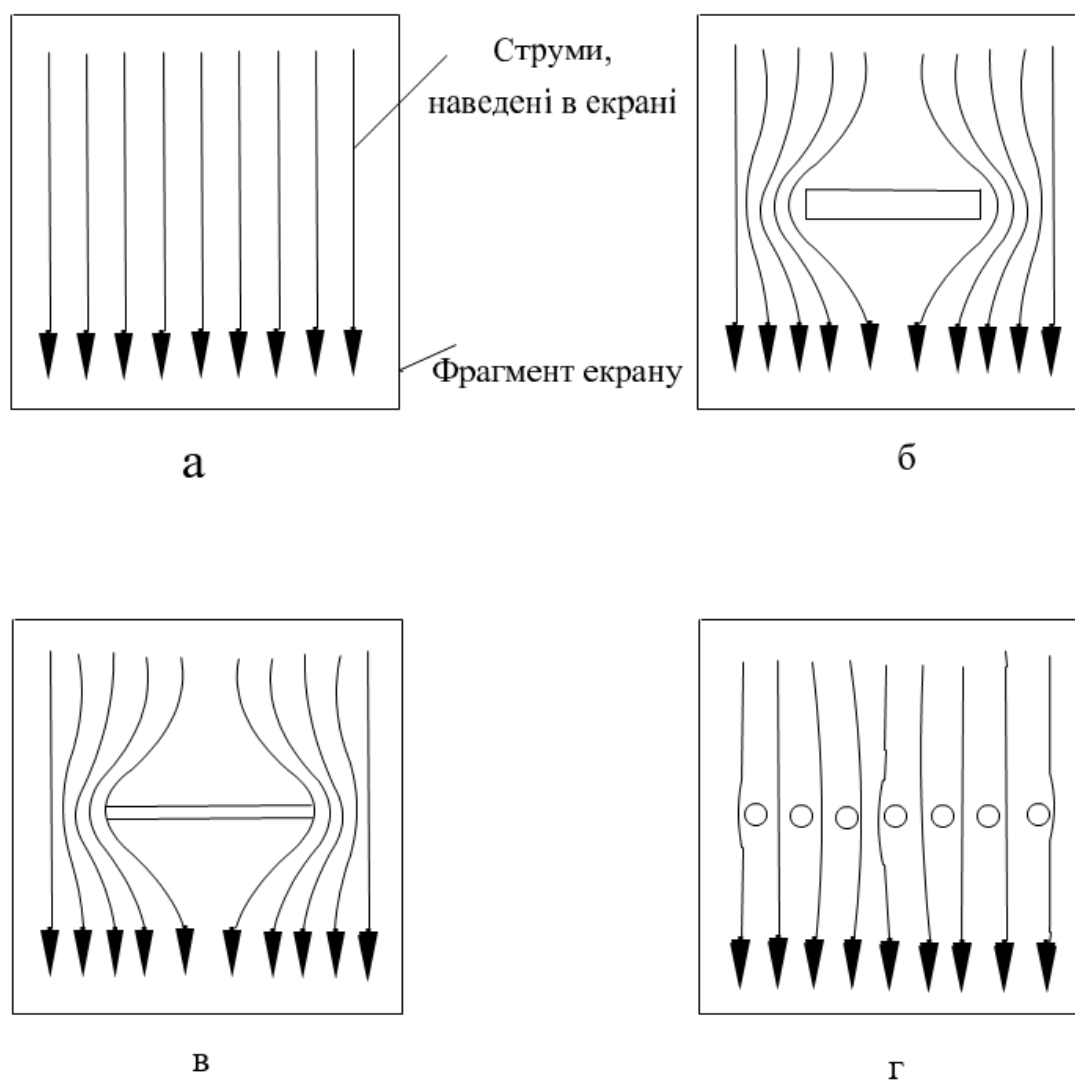 Струми,
наведені в екрані
Фрагмент екрану
а
б
в
г